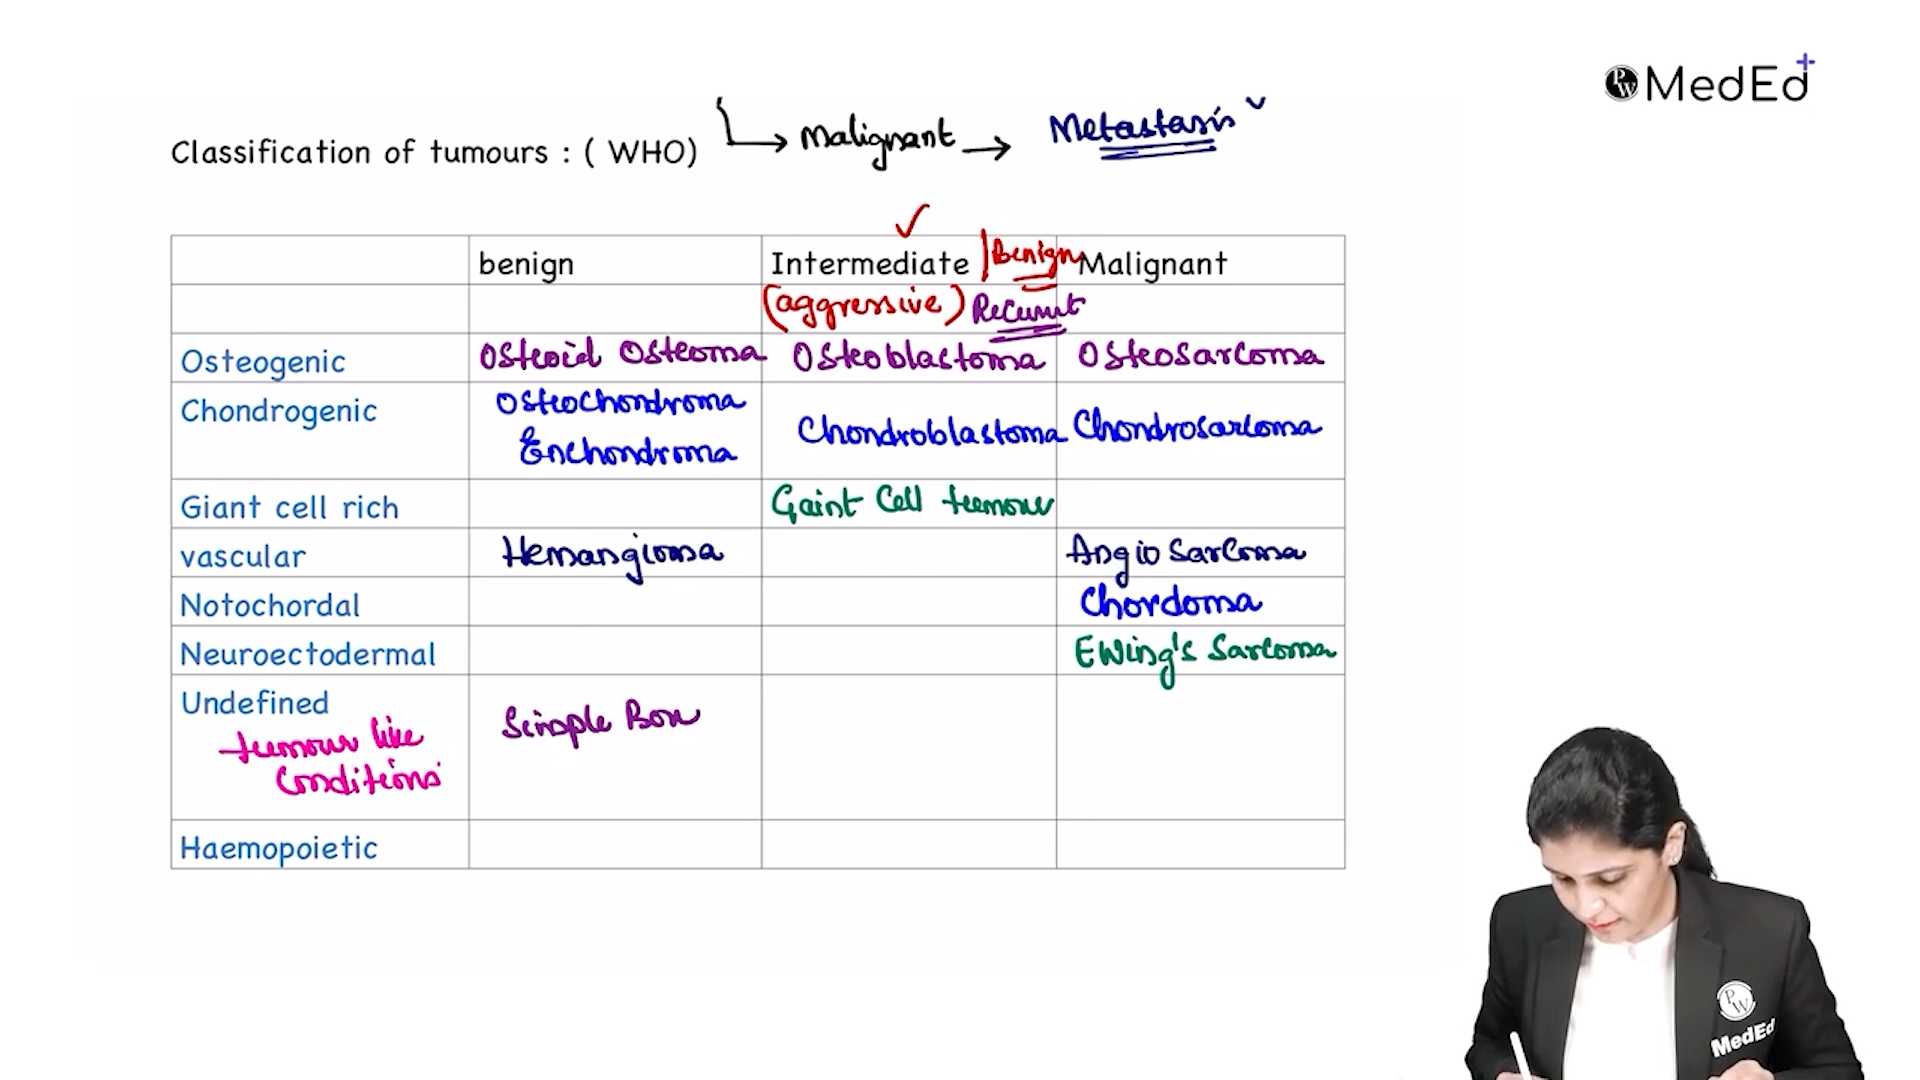 PW MedEd+
Classification of tumours : ( WHO) → Malignant → Metastasis
benign Intermediate | Benign Malignant
(aggressive) Recurrent
Osteogenic Osteoid Osteoma Osteoblastoma Osteosarcoma
Chondrogenic Osteochondroma Chondroblastoma Chondrosarcoma
Enchondroma
Giant cell rich Gaint Cell tumour
vascular Hemangioma Angio Sarcoma
Notochordal Chordoma
Neuroectodermal Ewing's Sarcoma
Undefined Simple Bon
tumour like
Conditions
Haemopoietic
PW
MedEd